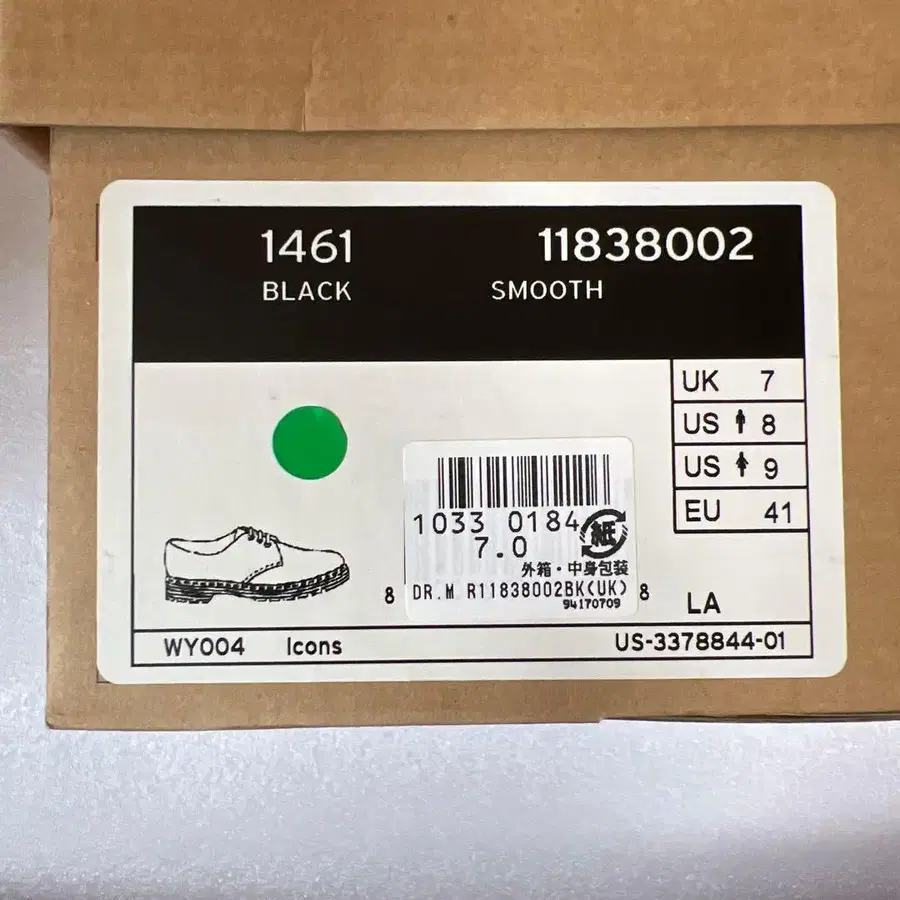 1461 11838002
BLACK SMOOTH
UK 7
US 8
US 9
EU 41
1033 0184
7.0
紙
外箱・中身包装
8 DR.M R11838002BK(UK) 8
94170709
LA
WY004 Icons US-3378844-01